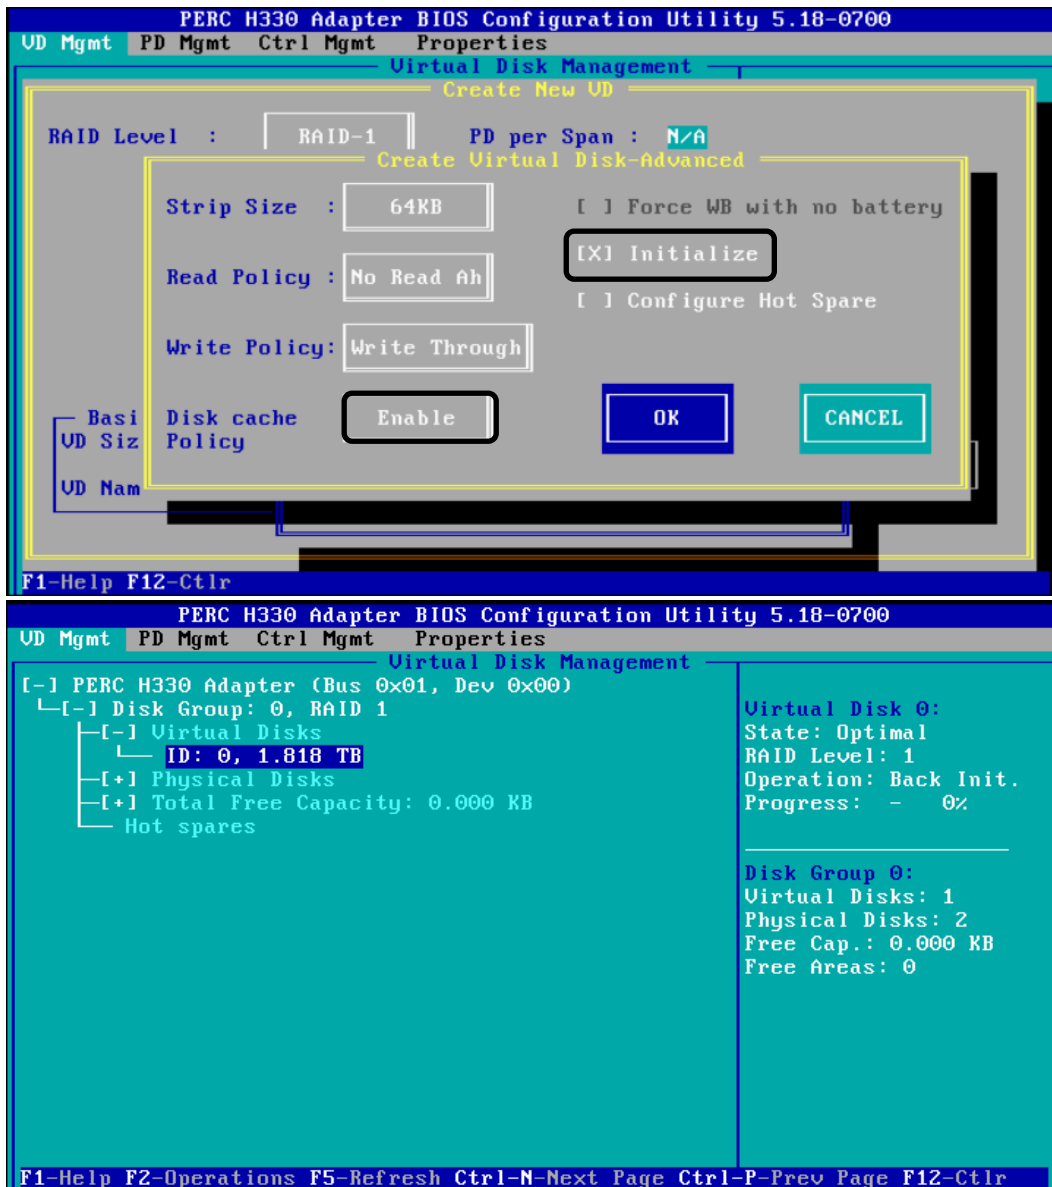 PERC H330 Adapter BIOS Configuration Utility 5.18-0700
VD Mgmt PD Mgmt Ctrl Mgmt Properties
Virtual Disk Management
Create New VD
RAID Level : RAID-1 PD per Span : N/A
Create Virtual Disk-Advanced
Strip Size : 64KB [ ] Force WB with no battery
[X] Initialize
Read Policy : No Read Ah
[ ] Configure Hot Spare
Write Policy: Write Through
Basi Disk cache Enable OK CANCEL
VD Siz Policy
VD Nam
F1-Help F12-Ctlr
PERC H330 Adapter BIOS Configuration Utility 5.18-0700
VD Mgmt PD Mgmt Ctrl Mgmt Properties
Virtual Disk Management
[-] PERC H330 Adapter (Bus 0x01, Dev 0x00)
[-] Disk Group: 0, RAID 1
[-] Virtual Disks
ID: 0, 1.818 TB
[+] Physical Disks
[+] Total Free Capacity: 0.000 KB
Hot spares
Virtual Disk 0:
State: Optimal
RAID Level: 1
Operation: Back Init.
Progress: - 0%
Disk Group 0:
Virtual Disks: 1
Physical Disks: 2
Free Cap.: 0.000 KB
Free Areas: 0
F1-Help F2-Operations F5-Refresh Ctrl-N-Next Page Ctrl-P-Prev Page F12-Ctlr